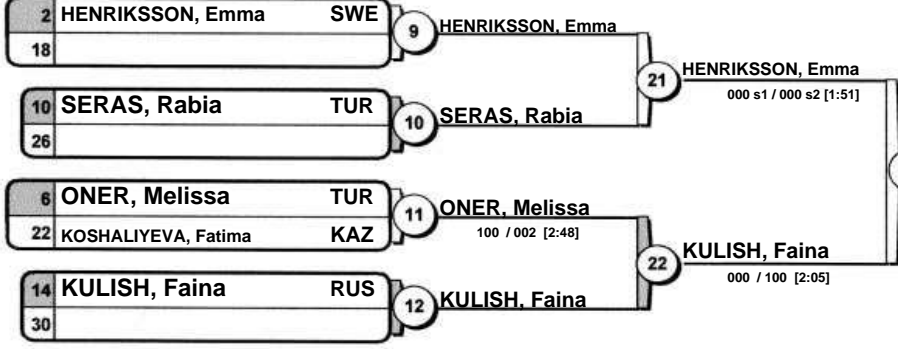 2 HENRIKSSON, Emma SWE
18
9
HENRIKSSON, Emma
10 SERAS, Rabia TUR
26
10
SERAS, Rabia
21
HENRIKSSON, Emma
000 s1 / 000 s2 [1:51]
6 ONER, Melissa TUR
22 KOSHALIYEVA, Fatima KAZ
11
ONER, Melissa
100 / 002 [2:48]
14 KULISH, Faina RUS
30
12
KULISH, Faina
22
KULISH, Faina
000 / 100 [2:05]